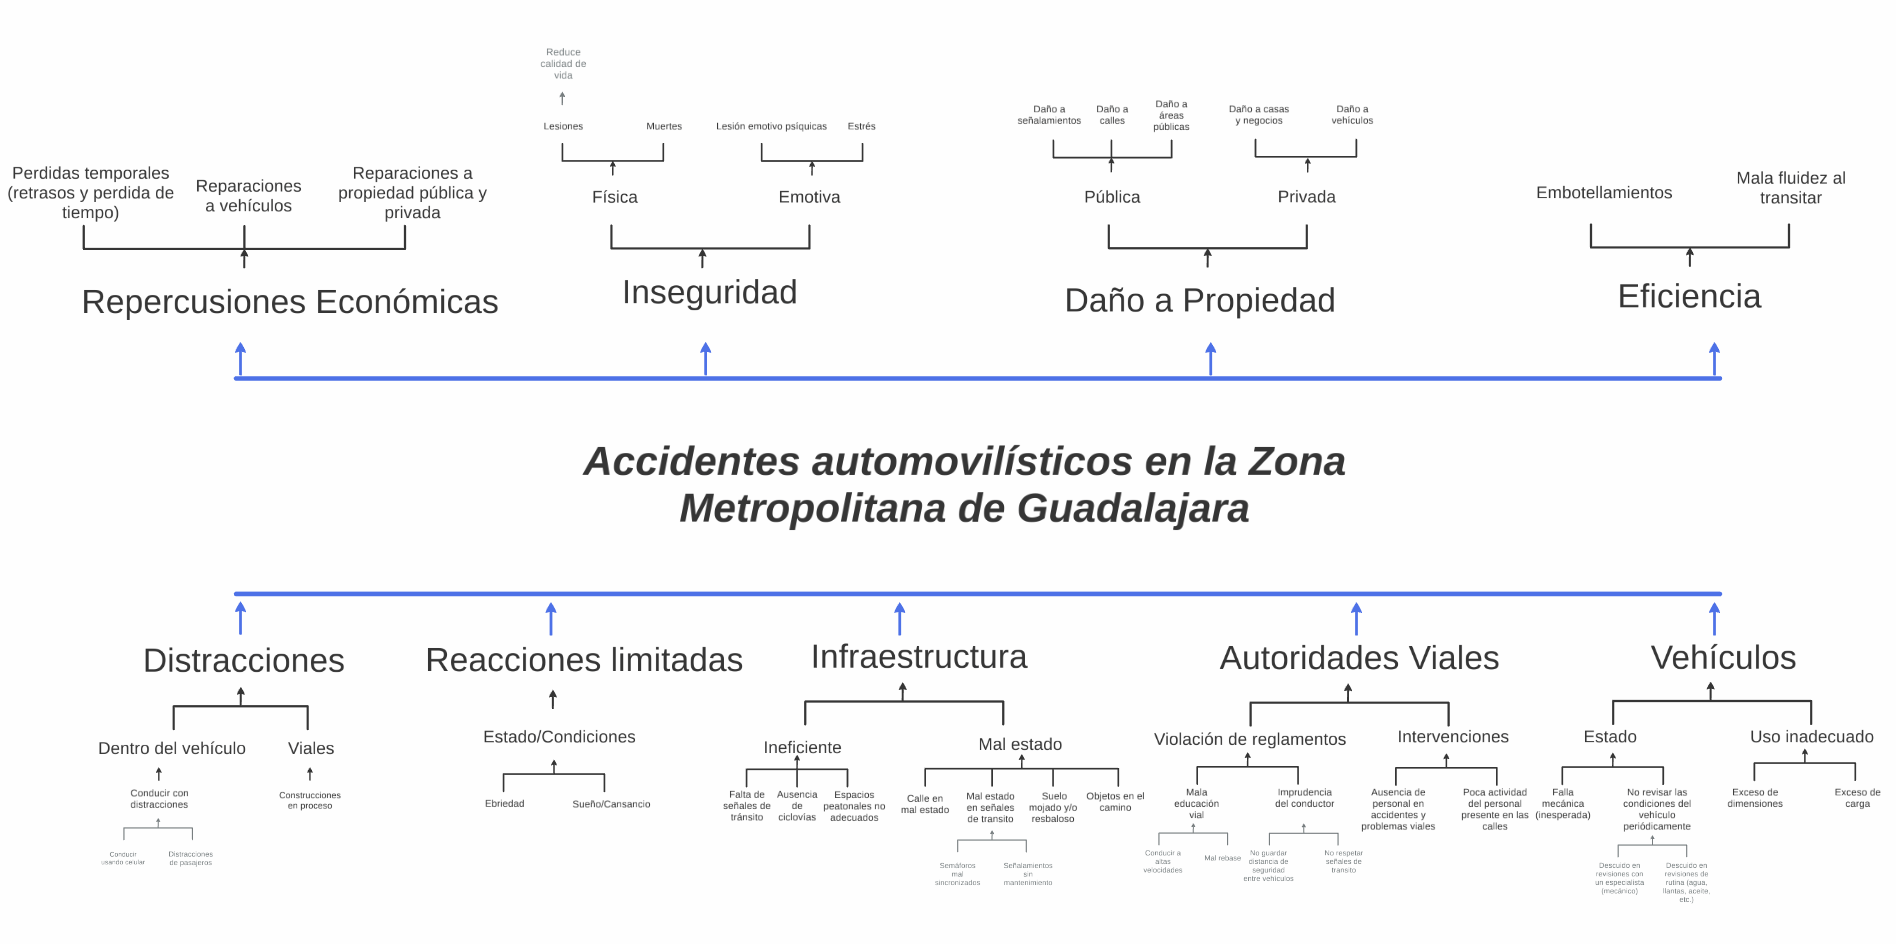 Reduce
calidad de
vida
Lesiones
Muertes
Lesión emotivo psíquicas
Estrés
Daño a
señalamientos
Daño a
calles
Daño a
áreas
públicas
Daño a casas
y negocios
Daño a
vehículos
Perdidas temporales
(retrasos y perdida de
tiempo)
Reparaciones
a vehículos
Reparaciones a
propiedad pública y
privada
Física
Emotiva
Pública
Privada
Embotellamientos
Mala fluidez al
transitar
Repercusiones Económicas
Inseguridad
Daño a Propiedad
Eficiencia
Accidentes automovilísticos en la Zona
Metropolitana de Guadalajara
Distracciones
Reacciones limitadas
Infraestructura
Autoridades Viales
Vehículos
Dentro del vehículo
Viales
Estado/Condiciones
Ineficiente
Mal estado
Violación de reglamentos
Intervenciones
Estado
Uso inadecuado
Conducir con
distracciones
Construcciones
en proceso
Ebriedad
Sueño/Cansancio
Falta de
señales de
tránsito
Ausencia
de
ciclovías
Espacios
peatonales no
adecuados
Calle en
mal estado
Mal estado
en señales
de transito
Suelo
mojado y/o
resbaloso
Objetos en el
camino
Mala
educación
vial
Imprudencia
del conductor
Ausencia de
personal en
accidentes y
problemas viales
Poca actividad
del personal
presente en las
calles
Falla
mecánica
(inesperada)
No revisar las
condiciones del
vehículo
periódicamente
Exceso de
dimensiones
Exceso de
carga
Conducir
usando celular
Distracciones
de pasajeros
Semáforos
mal
sincronizados
Señalamientos
sin
mantenimiento
Conducir a
altas
velocidades
Mal rebase
No guardar
distancia de
seguridad
entre vehículos
No respetar
señales de
transito
Descuido en
revisiones con
un especialista
(mecánico)
Descuido en
revisiones de
rutina (agua,
llantas, aceite,
etc.)